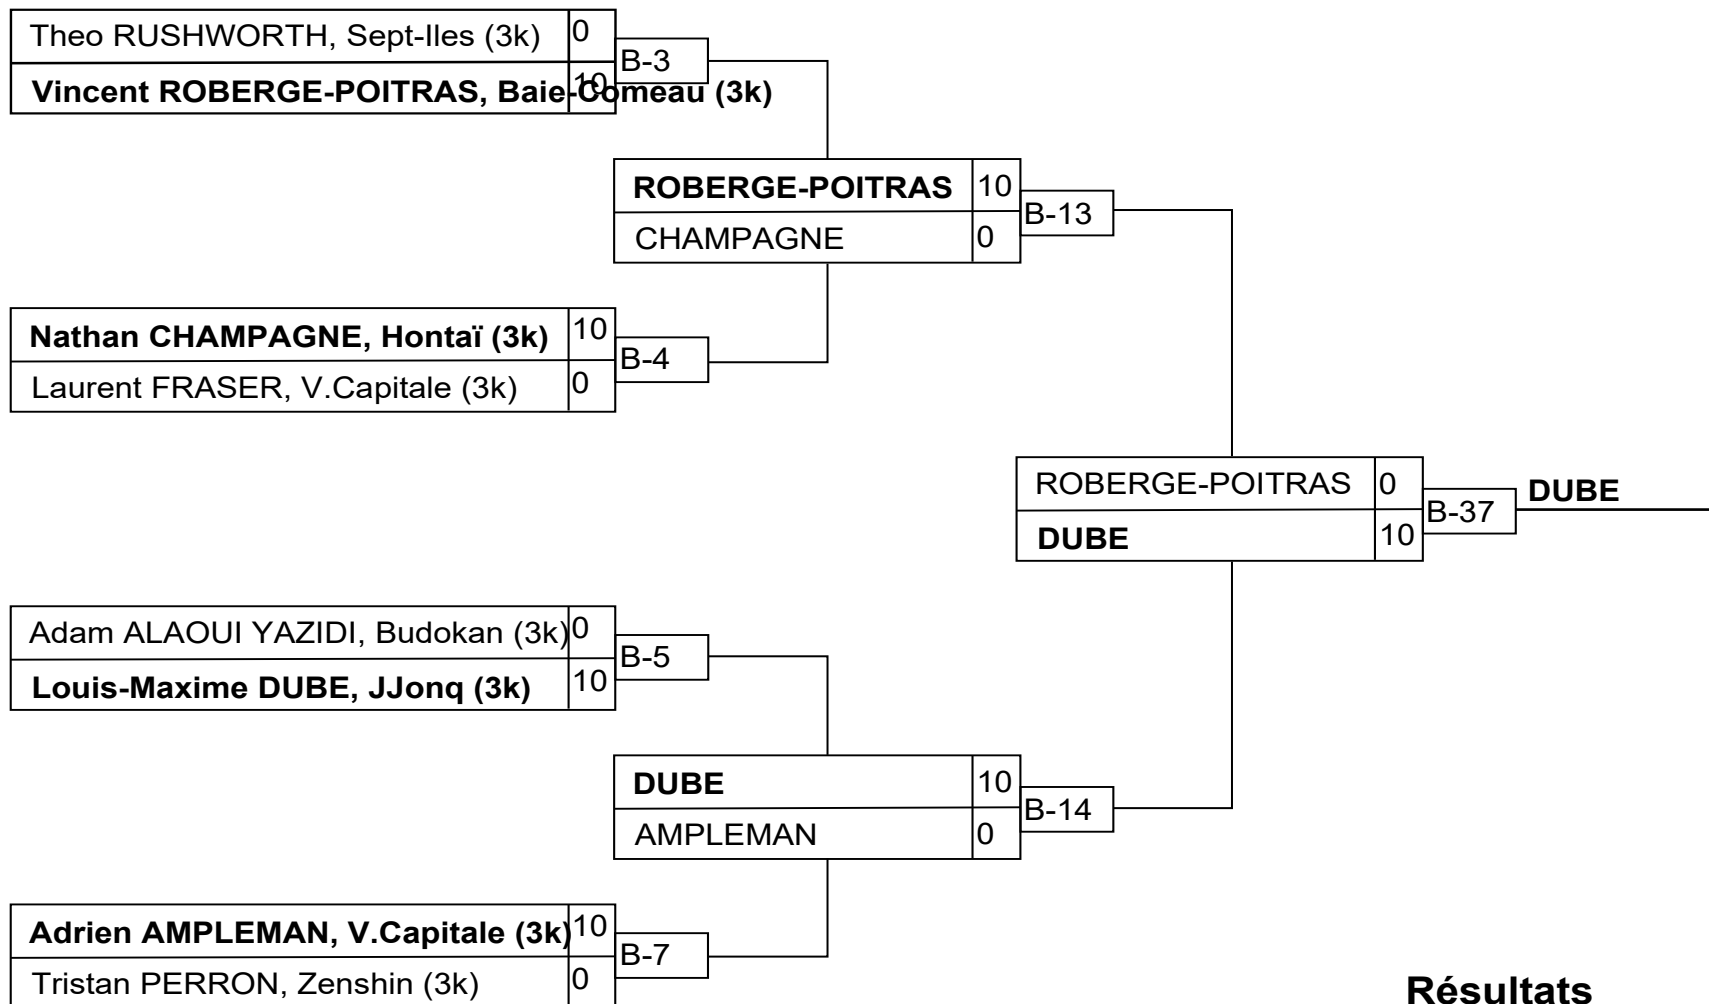 Theo RUSHWORTH, Sept-Iles (3k) 0
B-3
Vincent ROBERGE-POITRAS, Baie-Comeau (3k) 10
ROBERGE-POITRAS 10
B-13
CHAMPAGNE 0
Nathan CHAMPAGNE, Hontaï (3k) 10
B-4
Laurent FRASER, V.Capitale (3k) 0
ROBERGE-POITRAS 0
B-37 DUBE
DUBE 10
Adam ALAOUI YAZIDI, Budokan (3k) 0
B-5
Louis-Maxime DUBE, JJonq (3k) 10
DUBE 10
B-14
AMPLEMAN 0
Adrien AMPLEMAN, V.Capitale (3k) 10
B-7
Tristan PERRON, Zenshin (3k) 0
Résultats